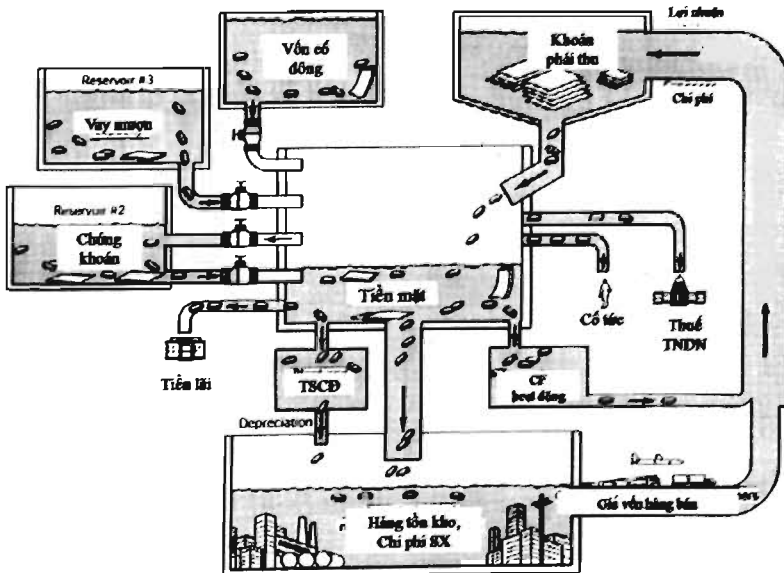 Vốn cổ
đông
Lợi nhuận
Khoản
phải thu
Chi phí
Reservoir #3
Vay mượn
Reservoir #2
Chứng
khoán
Tiền mặt
Cổ tức
Thuế
TNDN
Tiền lãi
TSCĐ
CF
hoạt động
Depreciation
Hàng tồn kho,
Chi phí SX
Giá vốn hàng bán